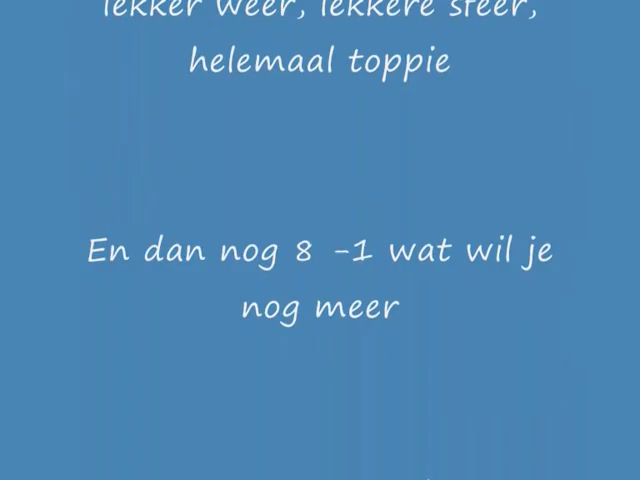 lekker weer, lekkere sfeer,
helemaal toppie
En dan nog 8 -1 wat wil je
nog meer